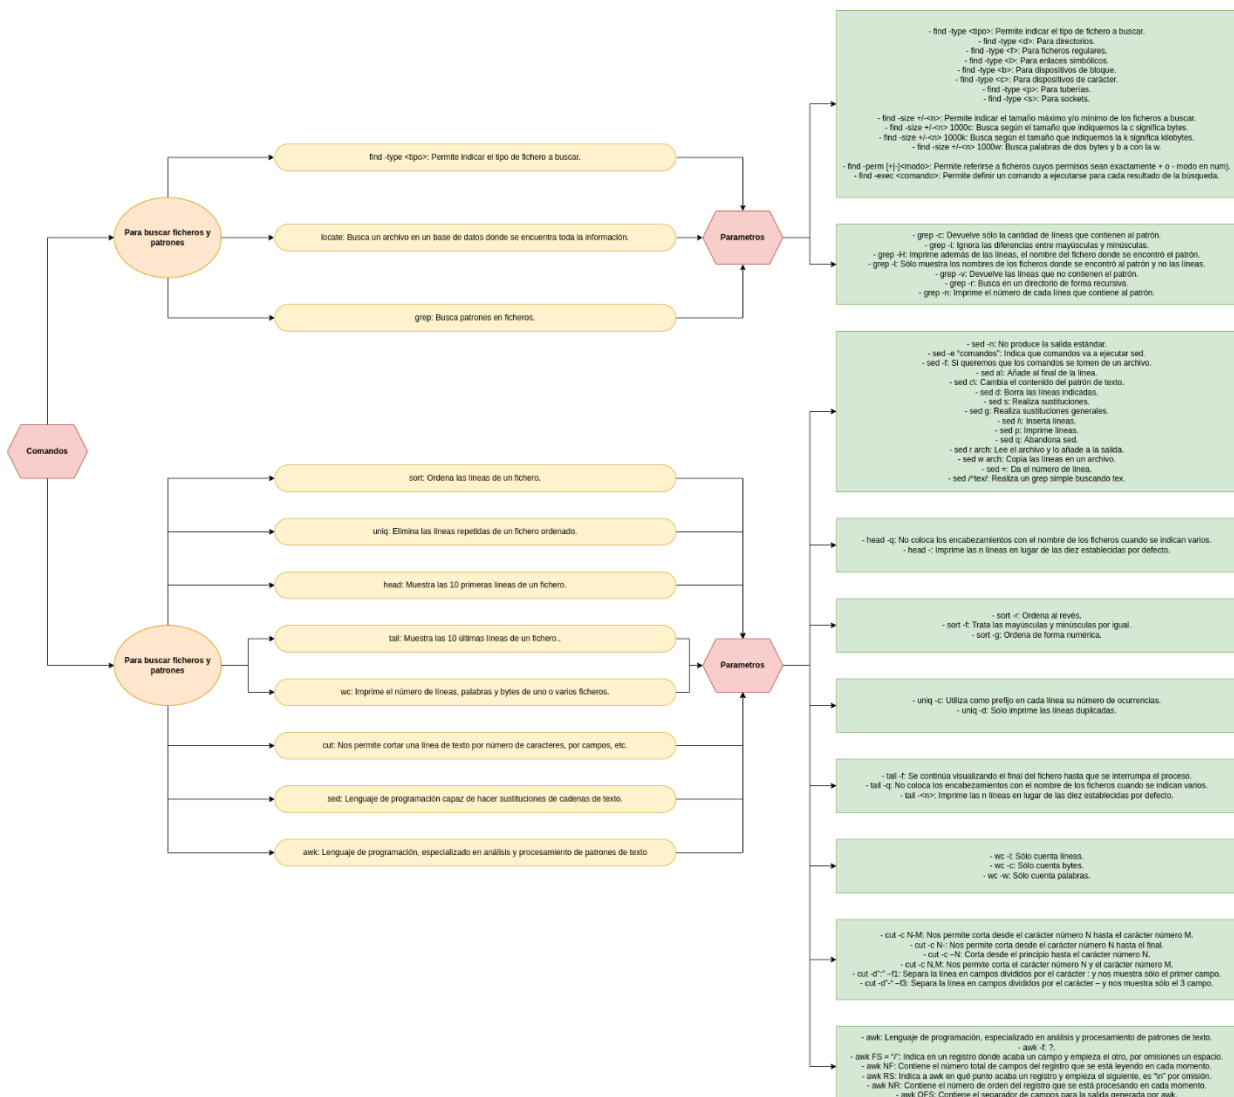 Comandos
Para buscar ficheros y
patrones
find -type <tipo>: Permite indicar el tipo de fichero a buscar.
locate: Busca un archivo en un base de datos donde se encuentra toda la información.
grep: Busca patrones en ficheros.
Parametros
- find -type <tipo>: Permite indicar el tipo de fichero a buscar.
- find -type <d>: Para directorios.
- find -type <f>: Para ficheros regulares.
- find -type <l>: Para enlaces simbólicos.
- find -type <b>: Para dispositivos de bloque.
- find -type <c>: Para dispositivos de carácter.
- find -type <p>: Para tuberías.
- find -type <s>: Para sockets.
- find -size +/-<n>: Permite indicar el tamaño máximo y/o mínimo de los ficheros a buscar.
- find -size +/-<n> 1000c: Busca según el tamaño que indiquemos la c significa bytes.
- find -size +/-<n> 1000k: Busca según el tamaño que indiquemos la k significa kilobytes.
- find -size +/-<n> 1000w: Busca palabras de dos bytes y b a con la w.
- find -perm [+|-]<modo>: Permite referirse a ficheros cuyos permisos sean exactamente + o - modo en num).
- find -exec <comando>: Permite definir un comando a ejecutarse para cada resultado de la búsqueda.
- grep -c: Devuelve sólo la cantidad de líneas que contienen al patrón.
- grep -i: Ignora las diferencias entre mayúsculas y minúsculas.
- grep -H: Imprime además de las líneas, el nombre del fichero donde se encontró el patrón.
- grep -l: Sólo muestra los nombres de los ficheros donde se encontró al patrón y no las líneas.
- grep -v: Devuelve las líneas que no contienen el patrón.
- grep -r: Busca en un directorio de forma recursiva.
- grep -n: Imprime el número de cada línea que contiene al patrón.
Para buscar ficheros y
patrones
sort: Ordena las líneas de un fichero.
uniq: Elimina las líneas repetidas de un fichero ordenado.
head: Muestra las 10 primeras líneas de un fichero.
tail: Muestra las 10 últimas líneas de un fichero..
wc: Imprime el número de líneas, palabras y bytes de uno o varios ficheros.
cut: Nos permite cortar una línea de texto por número de caracteres, por campos, etc.
sed: Lenguaje de programación capaz de hacer sustituciones de cadenas de texto.
awk: Lenguaje de programación, especializado en análisis y procesamiento de patrones de texto
Parametros
- sed -n: No produce la salida estándar.
- sed -e "comandos": Indica que comandos va a ejecutar sed.
- sed -f: Si queremos que los comandos se tomen de un archivo.
- sed a\: Añade al final de la línea.
- sed c\: Cambia el contenido del patrón de texto.
- sed d: Borra las líneas indicadas.
- sed s: Realiza sustituciones.
- sed g: Realiza sustituciones generales.
- sed i\: Inserta líneas.
- sed p: Imprime líneas.
- sed q: Abandona sed.
- sed r arch: Lee el archivo y lo añade a la salida.
- sed w arch: Copia las líneas en un archivo.
- sed =: Da el número de línea.
- sed /^tex/: Realiza un grep simple buscando tex.
- head -q: No coloca los encabezamientos con el nombre de los ficheros cuando se indican varios.
- head -: Imprime las n líneas en lugar de las diez establecidas por defecto.
- sort -r: Ordena al revés.
- sort -f: Trata las mayúsculas y minúsculas por igual.
- sort -g: Ordena de forma numérica.
- uniq -c: Utiliza como prefijo en cada línea su número de ocurrencias.
- uniq -d: Solo imprime las líneas duplicadas.
- tail -f: Se continúa visualizando el final del fichero hasta que se interrumpa el proceso.
- tail -q: No coloca los encabezamientos con el nombre de los ficheros cuando se indican varios.
- tail -<n>: Imprime las n líneas en lugar de las diez establecidas por defecto.
- wc -l: Sólo cuenta líneas.
- wc -c: Sólo cuenta bytes.
- wc -w: Sólo cuenta palabras.
- cut -c N-M: Nos permite corta desde el carácter número N hasta el carácter número M.
- cut -c N-: Nos permite corta desde el carácter número N hasta el final.
- cut -c –N: Corta desde el principio hasta el carácter número N.
- cut -c N,M: Nos permite corta el carácter número N y el carácter número M.
- cut -d":" –f1: Separa la línea en campos divididos por el carácter : y nos muestra sólo el primer campo.
- cut -d"-" –f3: Separa la línea en campos divididos por el carácter – y nos muestra sólo el 3 campo.
- awk: Lenguaje de programación, especializado en análisis y procesamiento de patrones de texto.
- awk -f: ?.
- awk FS = "/": Indica en un registro donde acaba un campo y empieza el otro, por omisiones un espacio.
- awk NF: Contiene el número total de campos del registro que se está leyendo en cada momento.
- awk RS: Indica a awk en qué punto acaba un registro y empieza el siguiente, es "\n" por omisión.
- awk NR: Contiene el número de orden del registro que se está procesando en cada momento.
- awk OFS: Contiene el separador de campos para la salida generada por awk.